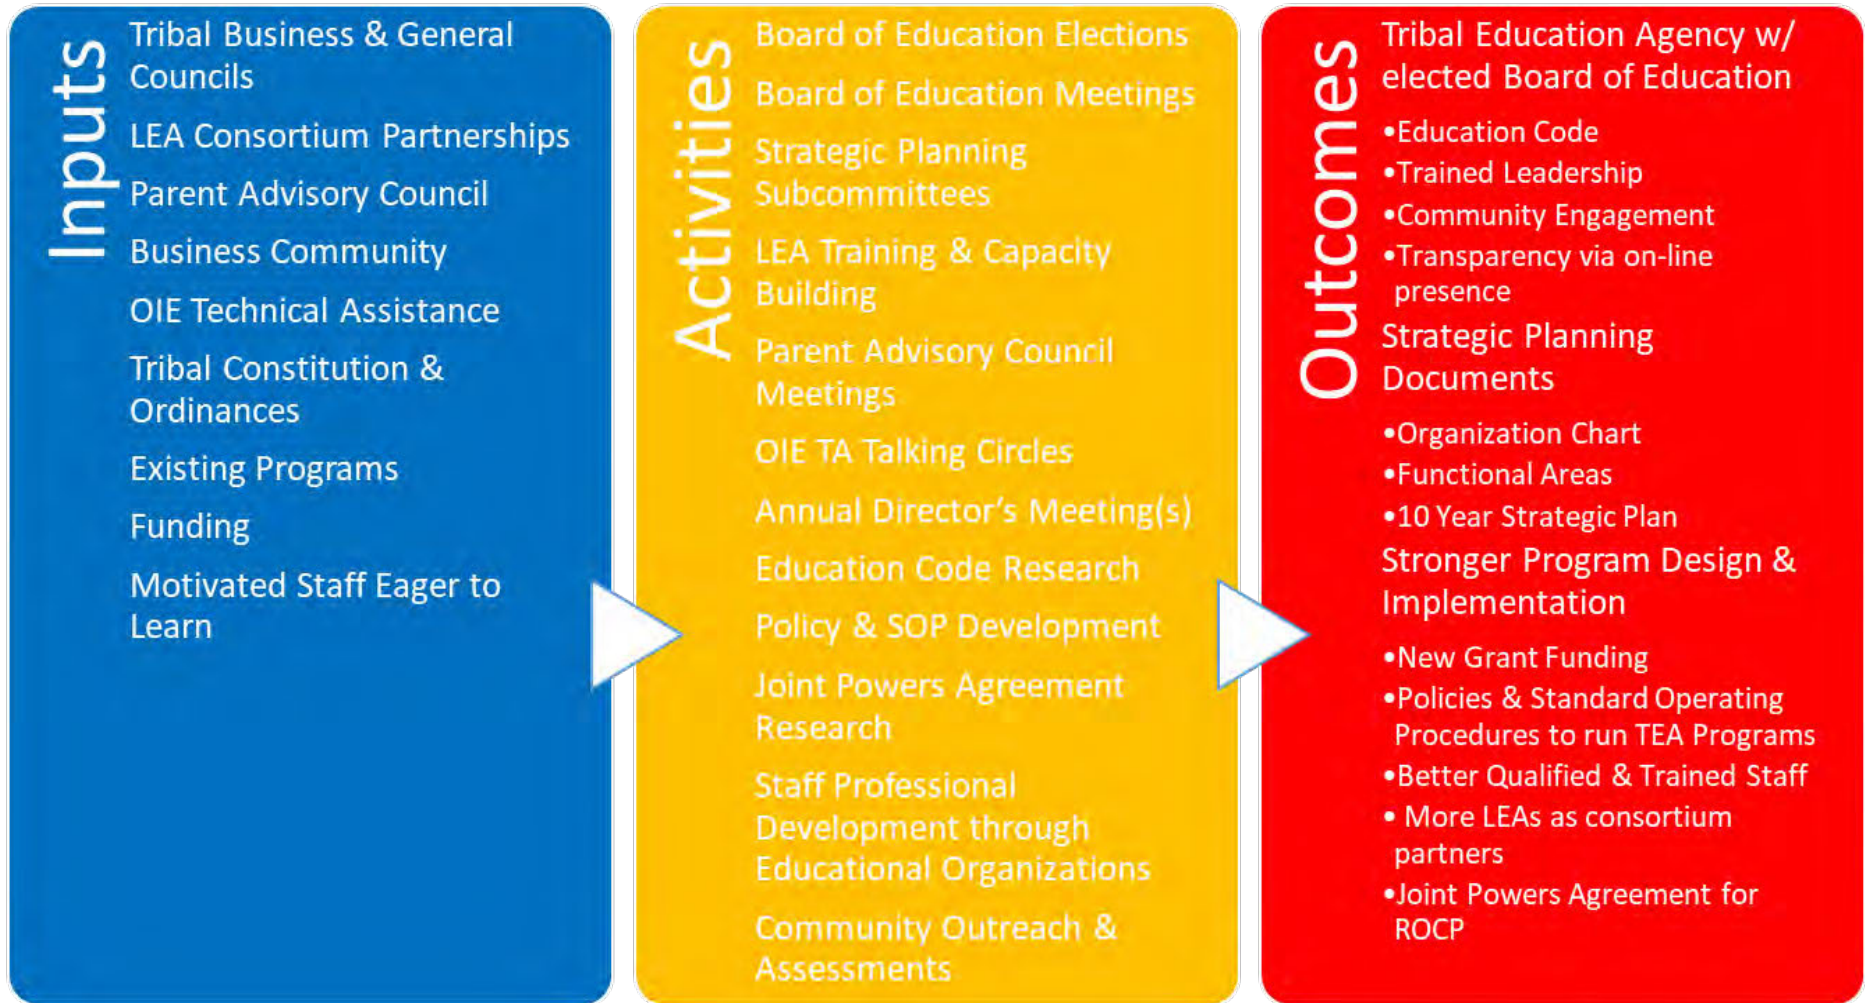 Inputs
Tribal Business & General
Councils
LEA Consortium Partnerships
Parent Advisory Council
Business Community
OIE Technical Assistance
Tribal Constitution &
Ordinances
Existing Programs
Funding
Motivated Staff Eager to
Learn
Activities
Board of Education Elections
Board of Education Meetings
Strategic Planning
Subcommittees
LEA Training & Capacity
Building
Parent Advisory Council
Meetings
OIE TA Talking Circles
Annual Director's Meeting(s)
Education Code Research
Policy & SOP Development
Joint Powers Agreement
Research
Staff Professional
Development through
Educational Organizations
Community Outreach &
Assessments
Outcomes
Tribal Education Agency w/
elected Board of Education
•Education Code
•Trained Leadership
•Community Engagement
•Transparency via on-line
presence
Strategic Planning
Documents
•Organization Chart
•Functional Areas
•10 Year Strategic Plan
Stronger Program Design &
Implementation
•New Grant Funding
•Policies & Standard Operating
Procedures to run TEA Programs
•Better Qualified & Trained Staff
• More LEAs as consortium
partners
•Joint Powers Agreement for
ROCP